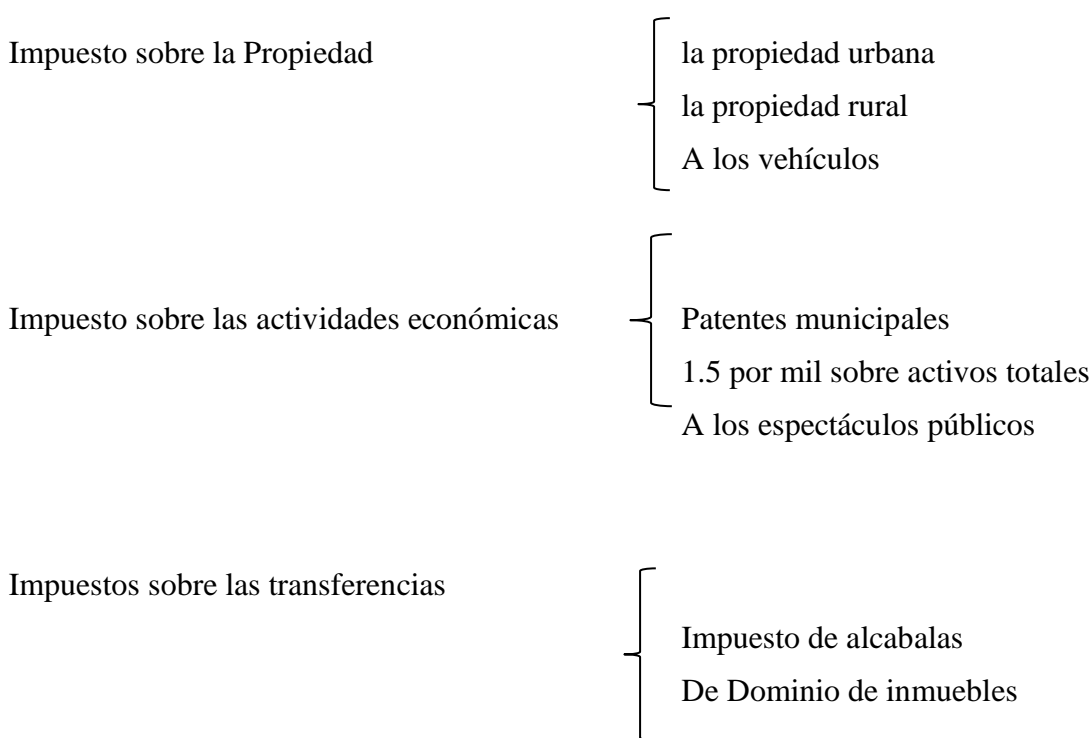 Impuesto sobre la Propiedad
la propiedad urbana
la propiedad rural
A los vehículos
Impuesto sobre las actividades económicas
Patentes municipales
1.5 por mil sobre activos totales
A los espectáculos públicos
Impuestos sobre las transferencias
Impuesto de alcabalas
De Dominio de inmuebles